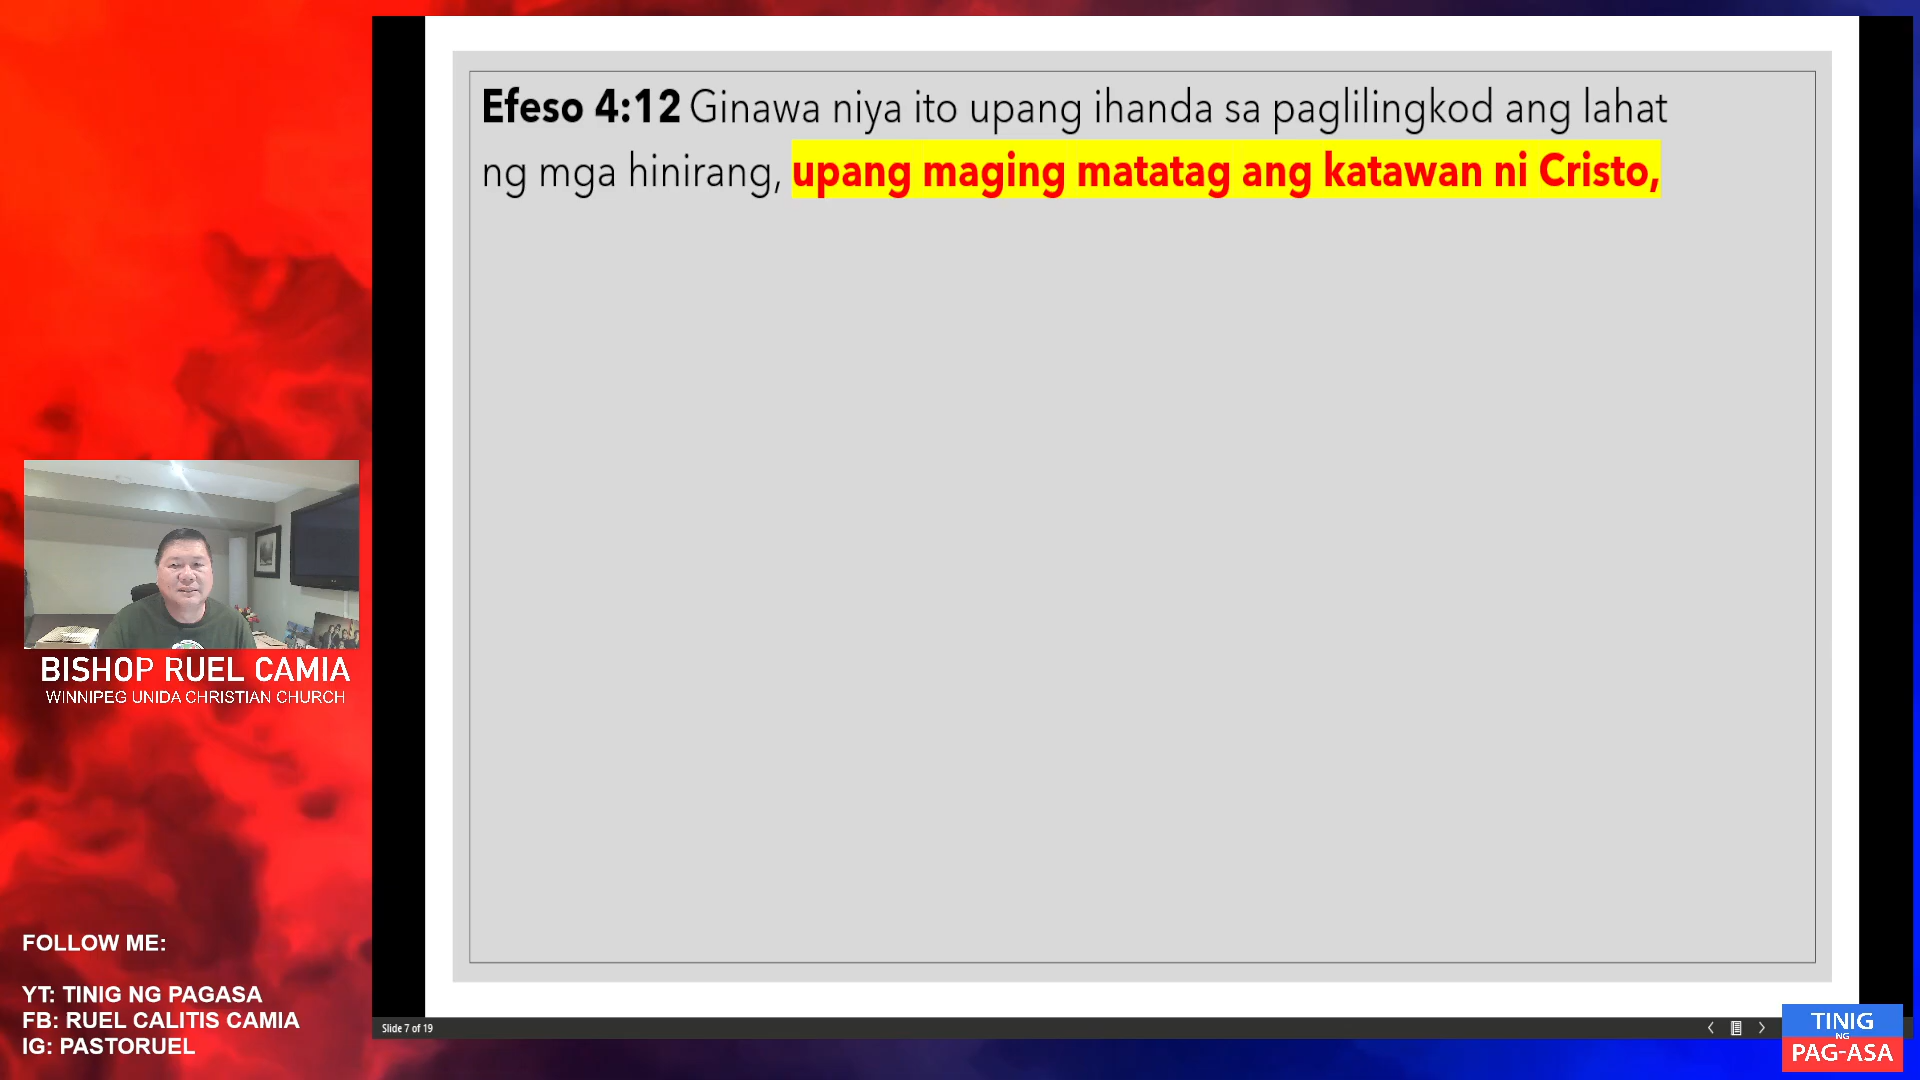 Efeso 4:12 Ginawa niya ito upang ihanda sa paglilingkod ang lahat
ng mga hinirang, upang maging matatag ang katawan ni Cristo,
BISHOP RUEL CAMIA
WINNIPEG UNIDA CHRISTIAN CHURCH
FOLLOW ME:
YT: TINIG NG PAGASA
FB: RUEL CALITIS CAMIA
IG: PASTORUEL
Slide 7 of 19
TINIG
NG
PAG-ASA